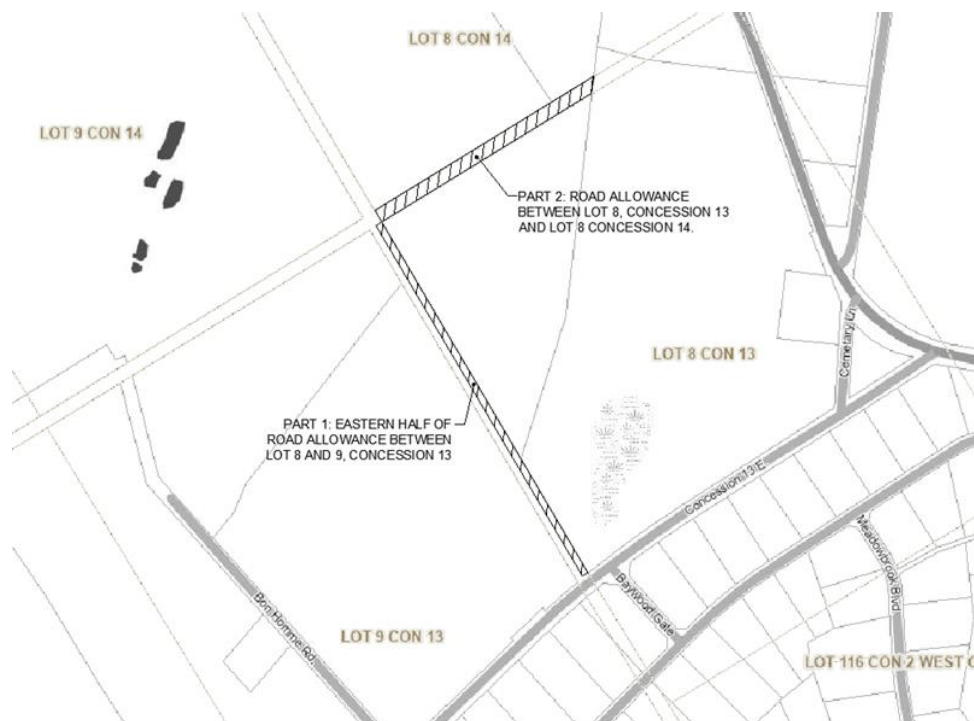 LOT 8 CON 14
LOT 9 CON 14
PART 2: ROAD ALLOWANCE
BETWEEN LOT 8, CONCESSION 13
AND LOT 8 CONCESSION 14.
Cemetary Ln
LOT 8 CON 13
PART 1: EASTERN HALF OF
ROAD ALLOWANCE BETWEEN
LOT 8 AND 9, CONCESSION 13
Concession 13 E
Meadowbrook Blvd
Baywood Gate
Bon Homme Rd.
LOT 9 CON 13
LOT 116 CON 2 WEST